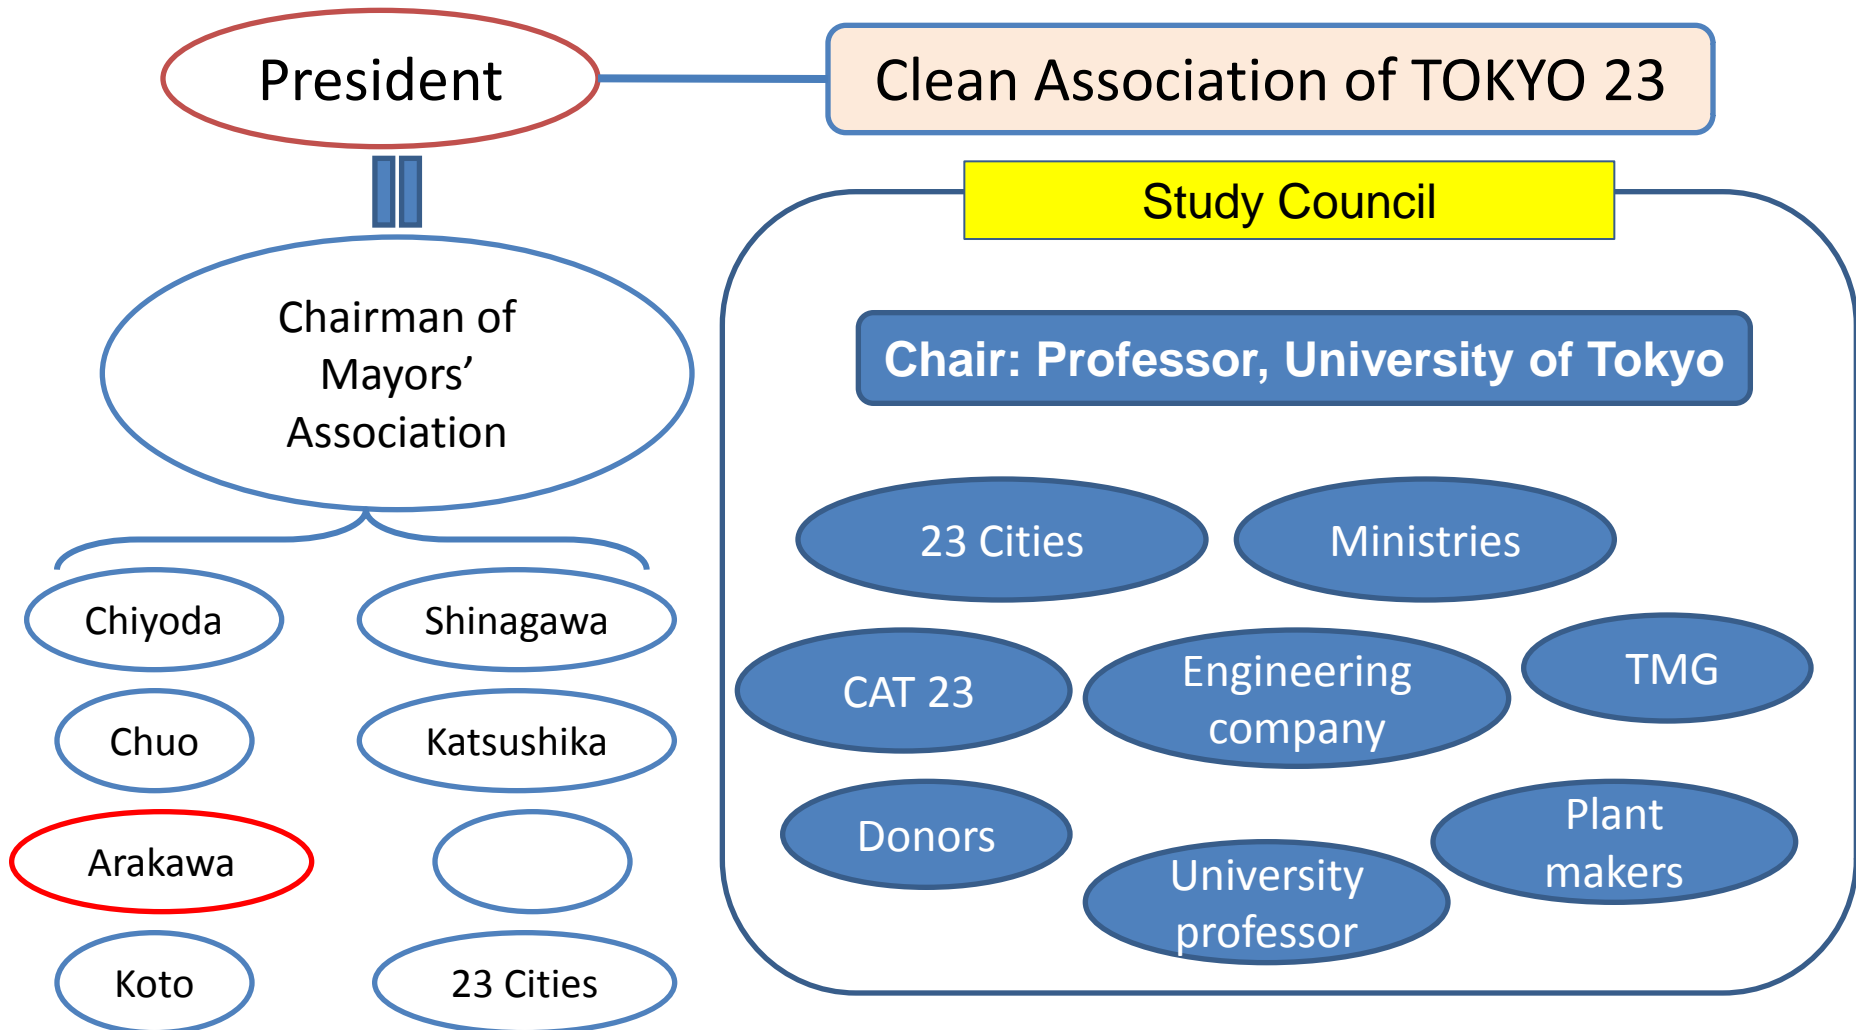 President
Clean Association of TOKYO 23
Study Council
Chair: Professor, University of Tokyo
Chairman of
Mayors’
Association
23 Cities
Ministries
Chiyoda
Shinagawa
CAT 23
Engineering
company
TMG
Chuo
Katsushika
Donors
University
professor
Plant
makers
Arakawa
Koto
23 Cities